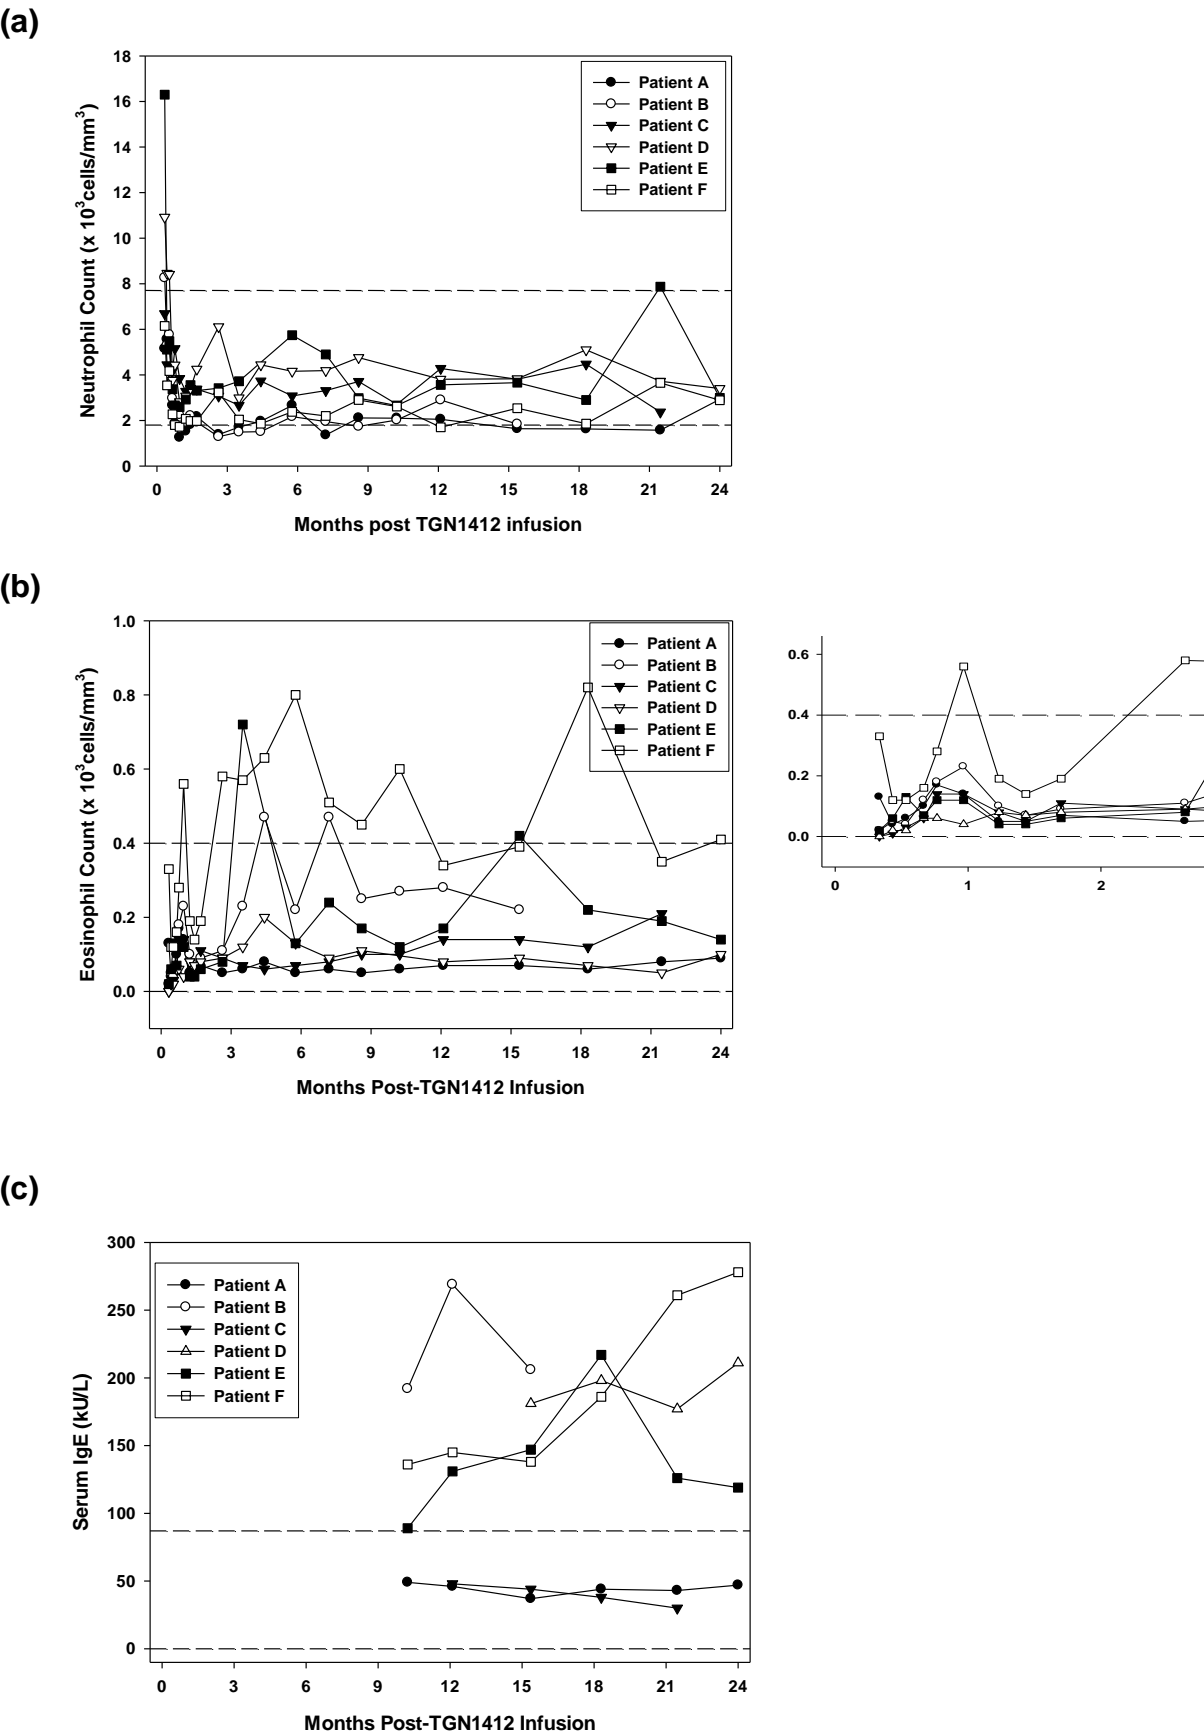 (a)
18
16
14
12
10
8
6
4
2
0
Neutrophil Count (x 10³cells/mm³)
Patient A
Patient B
Patient C
Patient D
Patient E
Patient F
0 3 6 9 12 15 18 21 24
Months post TGN1412 infusion
(b)
1.0
0.8
0.6
0.4
0.2
0.0
Eosinophil Count (x 10³cells/mm³)
Patient A
Patient B
Patient C
Patient D
Patient E
Patient F
0 3 6 9 12 15 18 21 24
Months Post-TGN1412 Infusion
0.6
0.4
0.2
0.0
0 1 2
(c)
300
250
200
150
100
50
0
Serum IgE (kU/L)
Patient A
Patient B
Patient C
Patient D
Patient E
Patient F
0 3 6 9 12 15 18 21 24
Months Post-TGN1412 Infusion